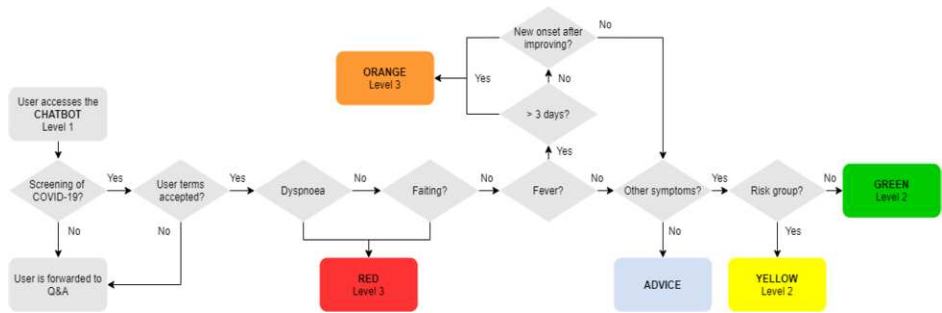 New onset after
improving?
No
ORANGE
Level 3
Yes
No
User accesses the
CHATBOT
Level 1
> 3 days?
Yes
Screening of
COVID-19?
Yes
User terms
accepted?
Yes
Dyspnoea
No
Faiting?
No
Fever?
No
Other symptoms?
Yes
Risk group?
No
GREEN
Level 2
No
No
No
Yes
User is forwarded to
Q&A
RED
Level 3
ADVICE
YELLOW
Level 2